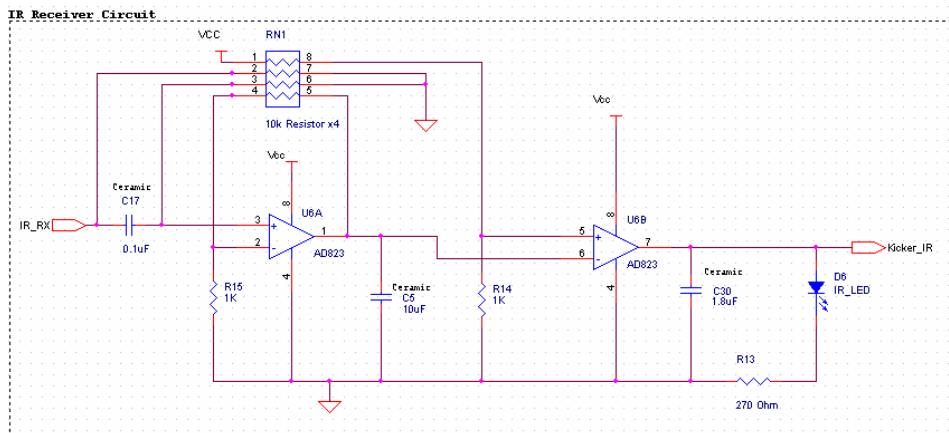 IR Receiver Circuit
VCC
RN1
1
8
2
7
3
6
4
5
10k Resistor x4
Vcc
Vcc
Ceramic
C17
0.1uF
IR_RX
8
U6A
3
+
1
2
-
AD823
4
8
U6B
5
+
7
6
-
AD823
4
Kicker_IR
R15
1K
Ceramic
C5
10uF
R14
1K
Ceramic
C30
1.8uF
D6
IR_LED
R13
270 Ohm